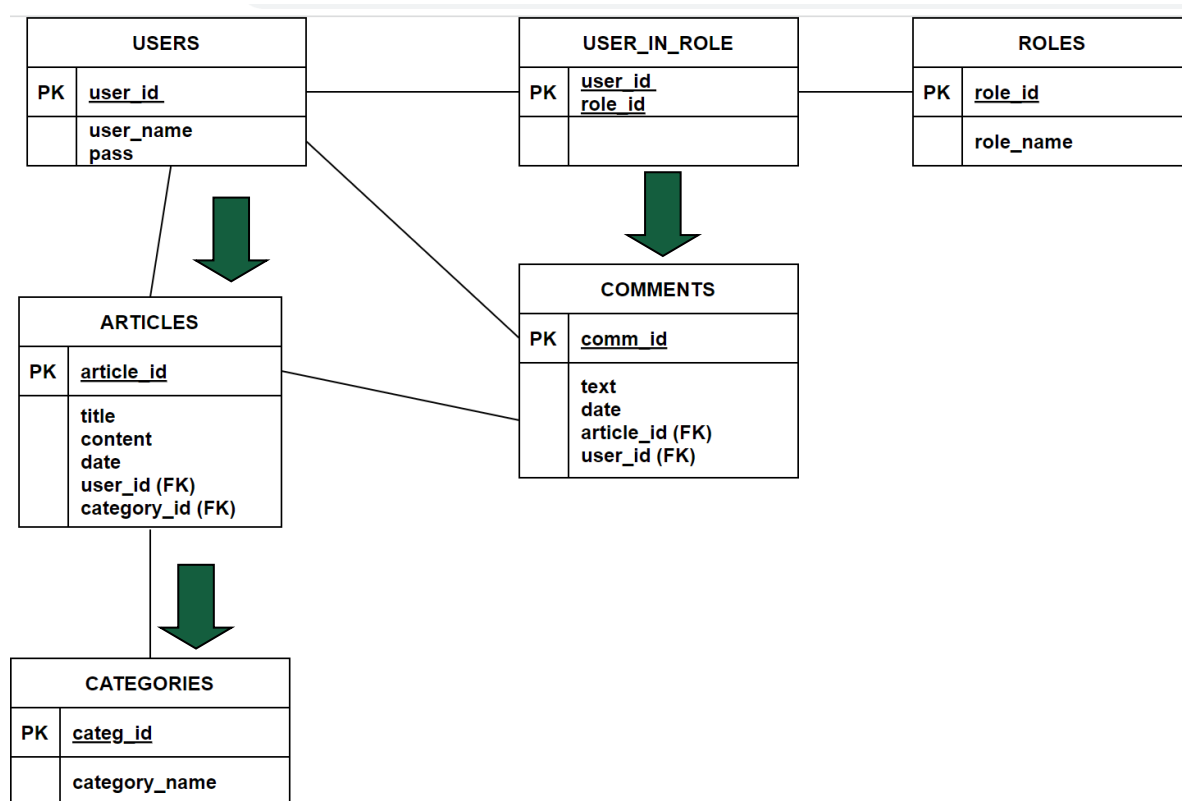 USERS
PK user_id
user_name
pass
USER_IN_ROLE
PK user_id
role_id
ROLES
PK role_id
role_name
ARTICLES
PK article_id
title
content
date
user_id (FK)
category_id (FK)
COMMENTS
PK comm_id
text
date
article_id (FK)
user_id (FK)
CATEGORIES
PK categ_id
category_name